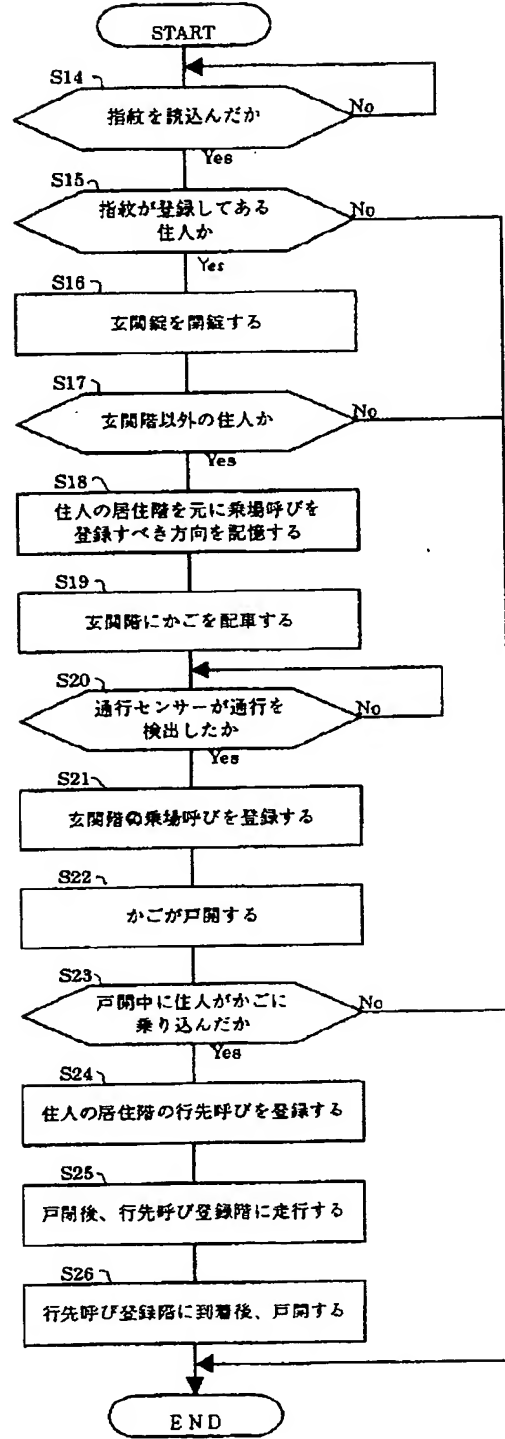 START
S14
指紋を読込んだか
No
Yes
S15
指紋が登録してある
住人か
No
Yes
S16
玄関錠を開錠する
S17
玄関階以外の住人か
No
Yes
S18
住人の居住階を元に乗場呼びを
登録すべき方向を記憶する
S19
玄関階にかごを配車する
S20
通行センサーが通行を
検出したか
No
Yes
S21
玄関階の乗場呼びを登録する
S22
かごが戸開する
S23
戸開中に住人がかごに
乗り込んだか
No
Yes
S24
住人の居住階の行先呼びを登録する
S25
戸閉後、行先呼び登録階に走行する
S26
行先呼び登録階に到着後、戸開する
END